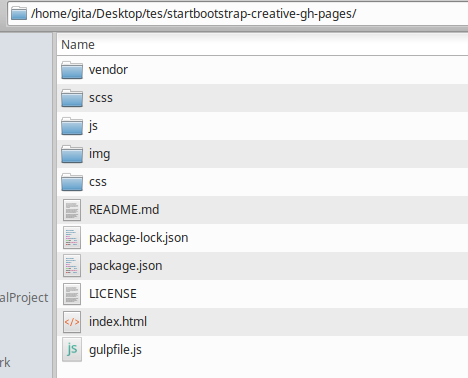 /home/gita/Desktop/tes/startbootstrap-creative-gh-pages/
Name
vendor
scss
js
img
css
README.md
package-lock.json
package.json
LICENSE
alProject
</> index.html
rk
js gulpfile.js